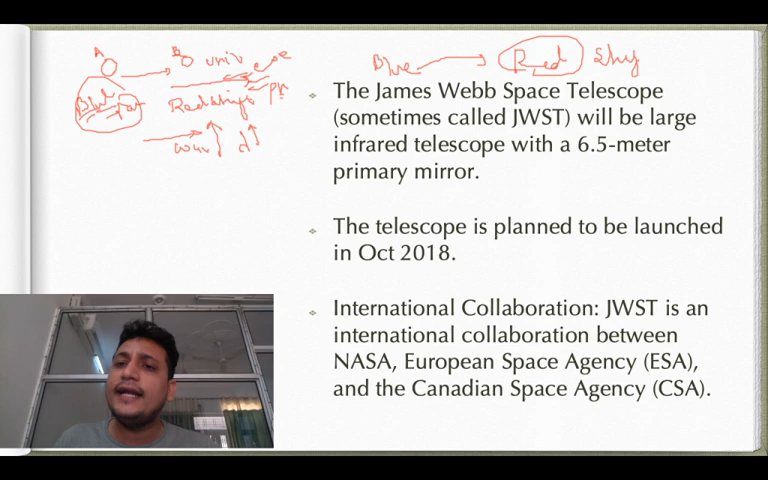 A B univ
Blue Red Shy
Redshift
The James Webb Space Telescope
(sometimes called JWST) will be large
infrared telescope with a 6.5-meter
primary mirror.
The telescope is planned to be launched
in Oct 2018.
International Collaboration: JWST is an
international collaboration between
NASA, European Space Agency (ESA),
and the Canadian Space Agency (CSA).